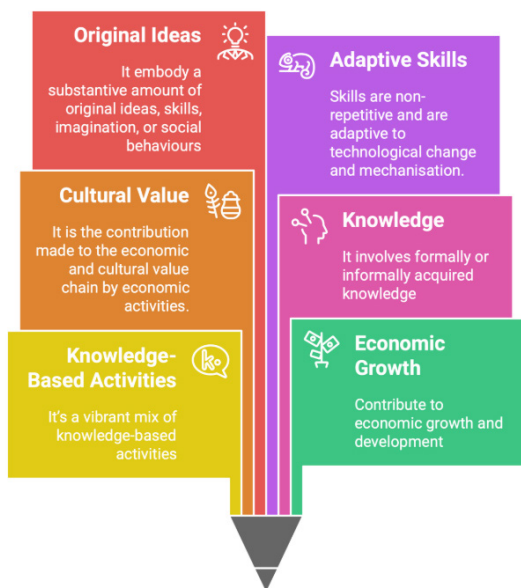 Original Ideas
It embody a
substantive amount of
original ideas, skills,
imagination, or social
behaviours
Adaptive Skills
Skills are non-
repetitive and are
adaptive to
technological change
and mechanisation.
Cultural Value
It is the contribution
made to the economic
and cultural value
chain by economic
activities.
Knowledge
It involves formally or
informally acquired
knowledge
Knowledge-
Based Activities
k.
It's a vibrant mix of
knowledge-based
activities
Economic
Growth
Contribute to
economic growth and
development